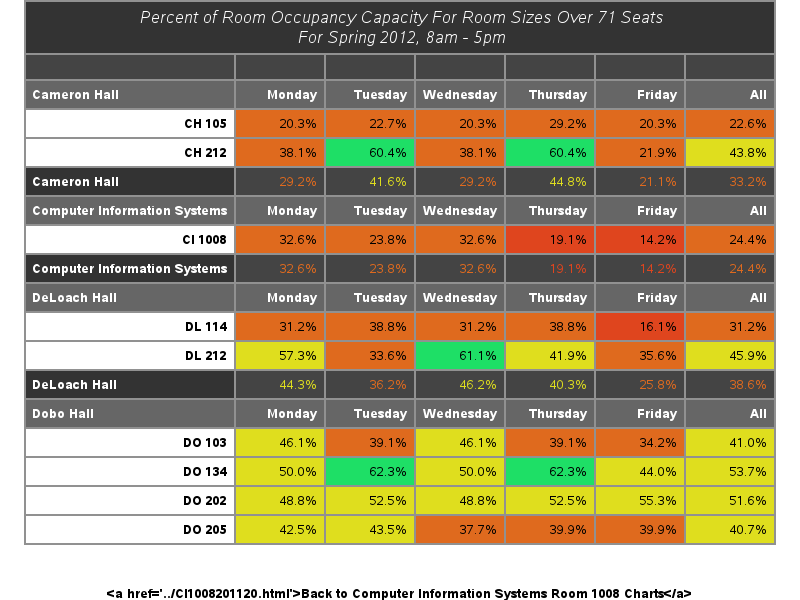 Percent of Room Occupancy Capacity For Room Sizes Over 71 Seats
For Spring 2012, 8am - 5pm
Cameron Hall Monday Tuesday Wednesday Thursday Friday All
CH 105 20.3% 22.7% 20.3% 29.2% 20.3% 22.6%
CH 212 38.1% 60.4% 38.1% 60.4% 21.9% 43.8%
Cameron Hall 29.2% 41.6% 29.2% 44.8% 21.1% 33.2%
Computer Information Systems Monday Tuesday Wednesday Thursday Friday All
CI 1008 32.6% 23.8% 32.6% 19.1% 14.2% 24.4%
Computer Information Systems 32.6% 23.8% 32.6% 19.1% 14.2% 24.4%
DeLoach Hall Monday Tuesday Wednesday Thursday Friday All
DL 114 31.2% 38.8% 31.2% 38.8% 16.1% 31.2%
DL 212 57.3% 33.6% 61.1% 41.9% 35.6% 45.9%
DeLoach Hall 44.3% 36.2% 46.2% 40.3% 25.8% 38.6%
Dobo Hall Monday Tuesday Wednesday Thursday Friday All
DO 103 46.1% 39.1% 46.1% 39.1% 34.2% 41.0%
DO 134 50.0% 62.3% 50.0% 62.3% 44.0% 53.7%
DO 202 48.8% 52.5% 48.8% 52.5% 55.3% 51.6%
DO 205 42.5% 43.5% 37.7% 39.9% 39.9% 40.7%
<a href='../CI1008201120.html'>Back to Computer Information Systems Room 1008 Charts</a>